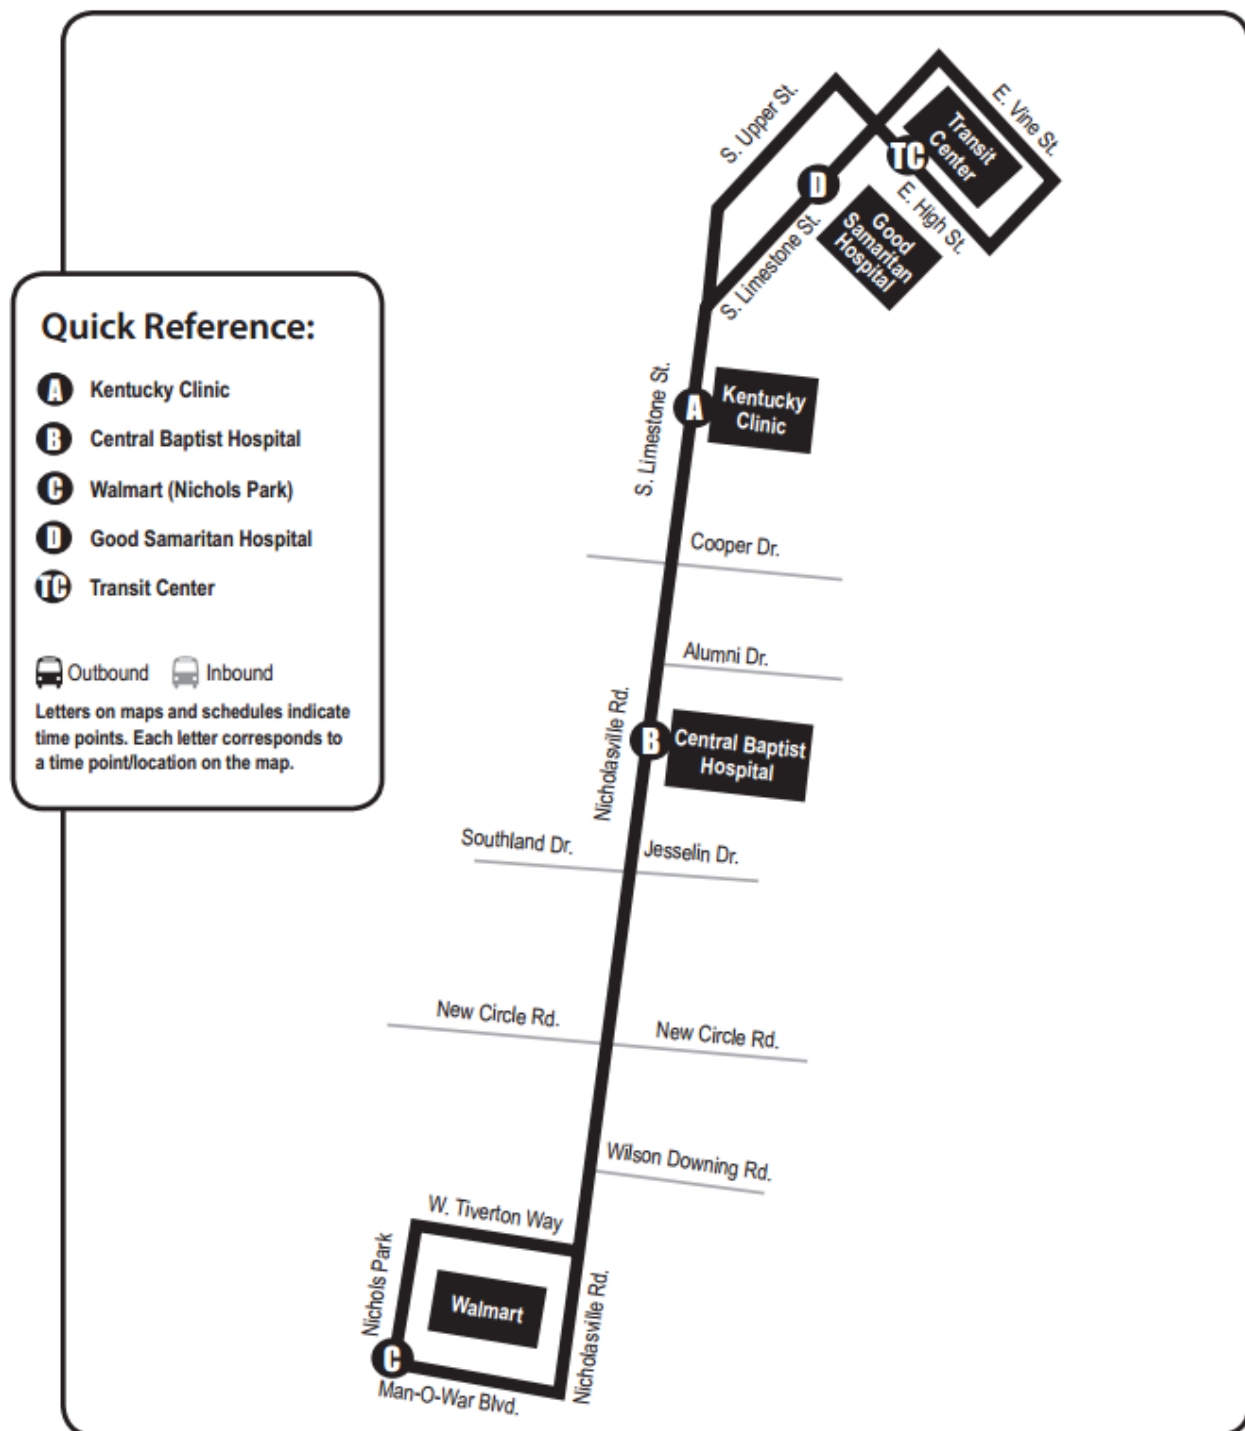 S. Upper St.
E. Vine St.
Transit
Center
TC
D
E. High St.
Good
Samaritan
Hospital
S. Limestone St.
Quick Reference:
A Kentucky Clinic
B Central Baptist Hospital
C Walmart (Nichols Park)
D Good Samaritan Hospital
TC Transit Center
Outbound Inbound
Letters on maps and schedules indicate
time points. Each letter corresponds to
a time point/location on the map.
S. Limestone St.
A
Kentucky
Clinic
Cooper Dr.
Alumni Dr.
Nicholasville Rd.
B
Central Baptist
Hospital
Southland Dr.
Jesselin Dr.
New Circle Rd.
New Circle Rd.
Wilson Downing Rd.
W. Tiverton Way
Nichols Park
Walmart
Nicholasville Rd.
C
Man-O-War Blvd.